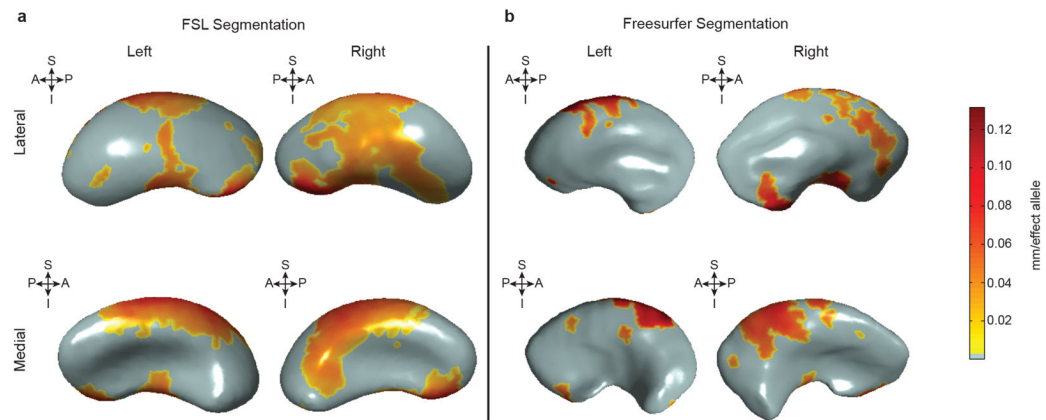 a FSL Segmentation
b Freesurfer Segmentation
Left Right
Left Right
S
A P
I
S
P A
I
S
A P
I
S
P A
I
Lateral
S
P A
I
S
A P
I
S
P A
I
S
A P
I
Medial
0.12
0.10
0.08
0.06
0.04
0.02
mm/effect allele